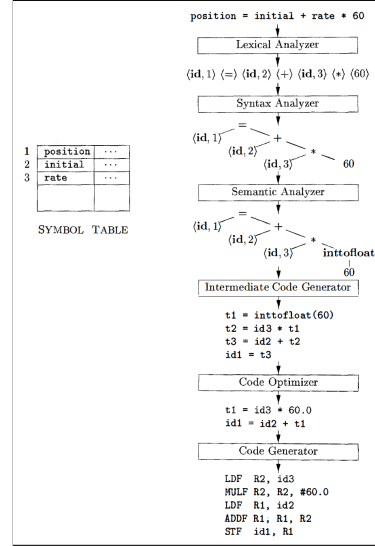 position = initial + rate * 60
Lexical Analyzer
⟨id, 1⟩ ⟨=⟩ ⟨id, 2⟩ ⟨+⟩ ⟨id, 3⟩ ⟨*⟩ ⟨60⟩
Syntax Analyzer
=
⟨id, 1⟩ +
⟨id, 2⟩ *
⟨id, 3⟩ 60
1 position ...
2 initial ...
3 rate ...
SYMBOL TABLE
Semantic Analyzer
=
⟨id, 1⟩ +
⟨id, 2⟩ *
⟨id, 3⟩ inttofloat
60
Intermediate Code Generator
t1 = inttofloat(60)
t2 = id3 * t1
t3 = id2 + t2
id1 = t3
Code Optimizer
t1 = id3 * 60.0
id1 = id2 + t1
Code Generator
LDF R2, id3
MULF R2, R2, #60.0
LDF R1, id2
ADDF R1, R1, R2
STF id1, R1